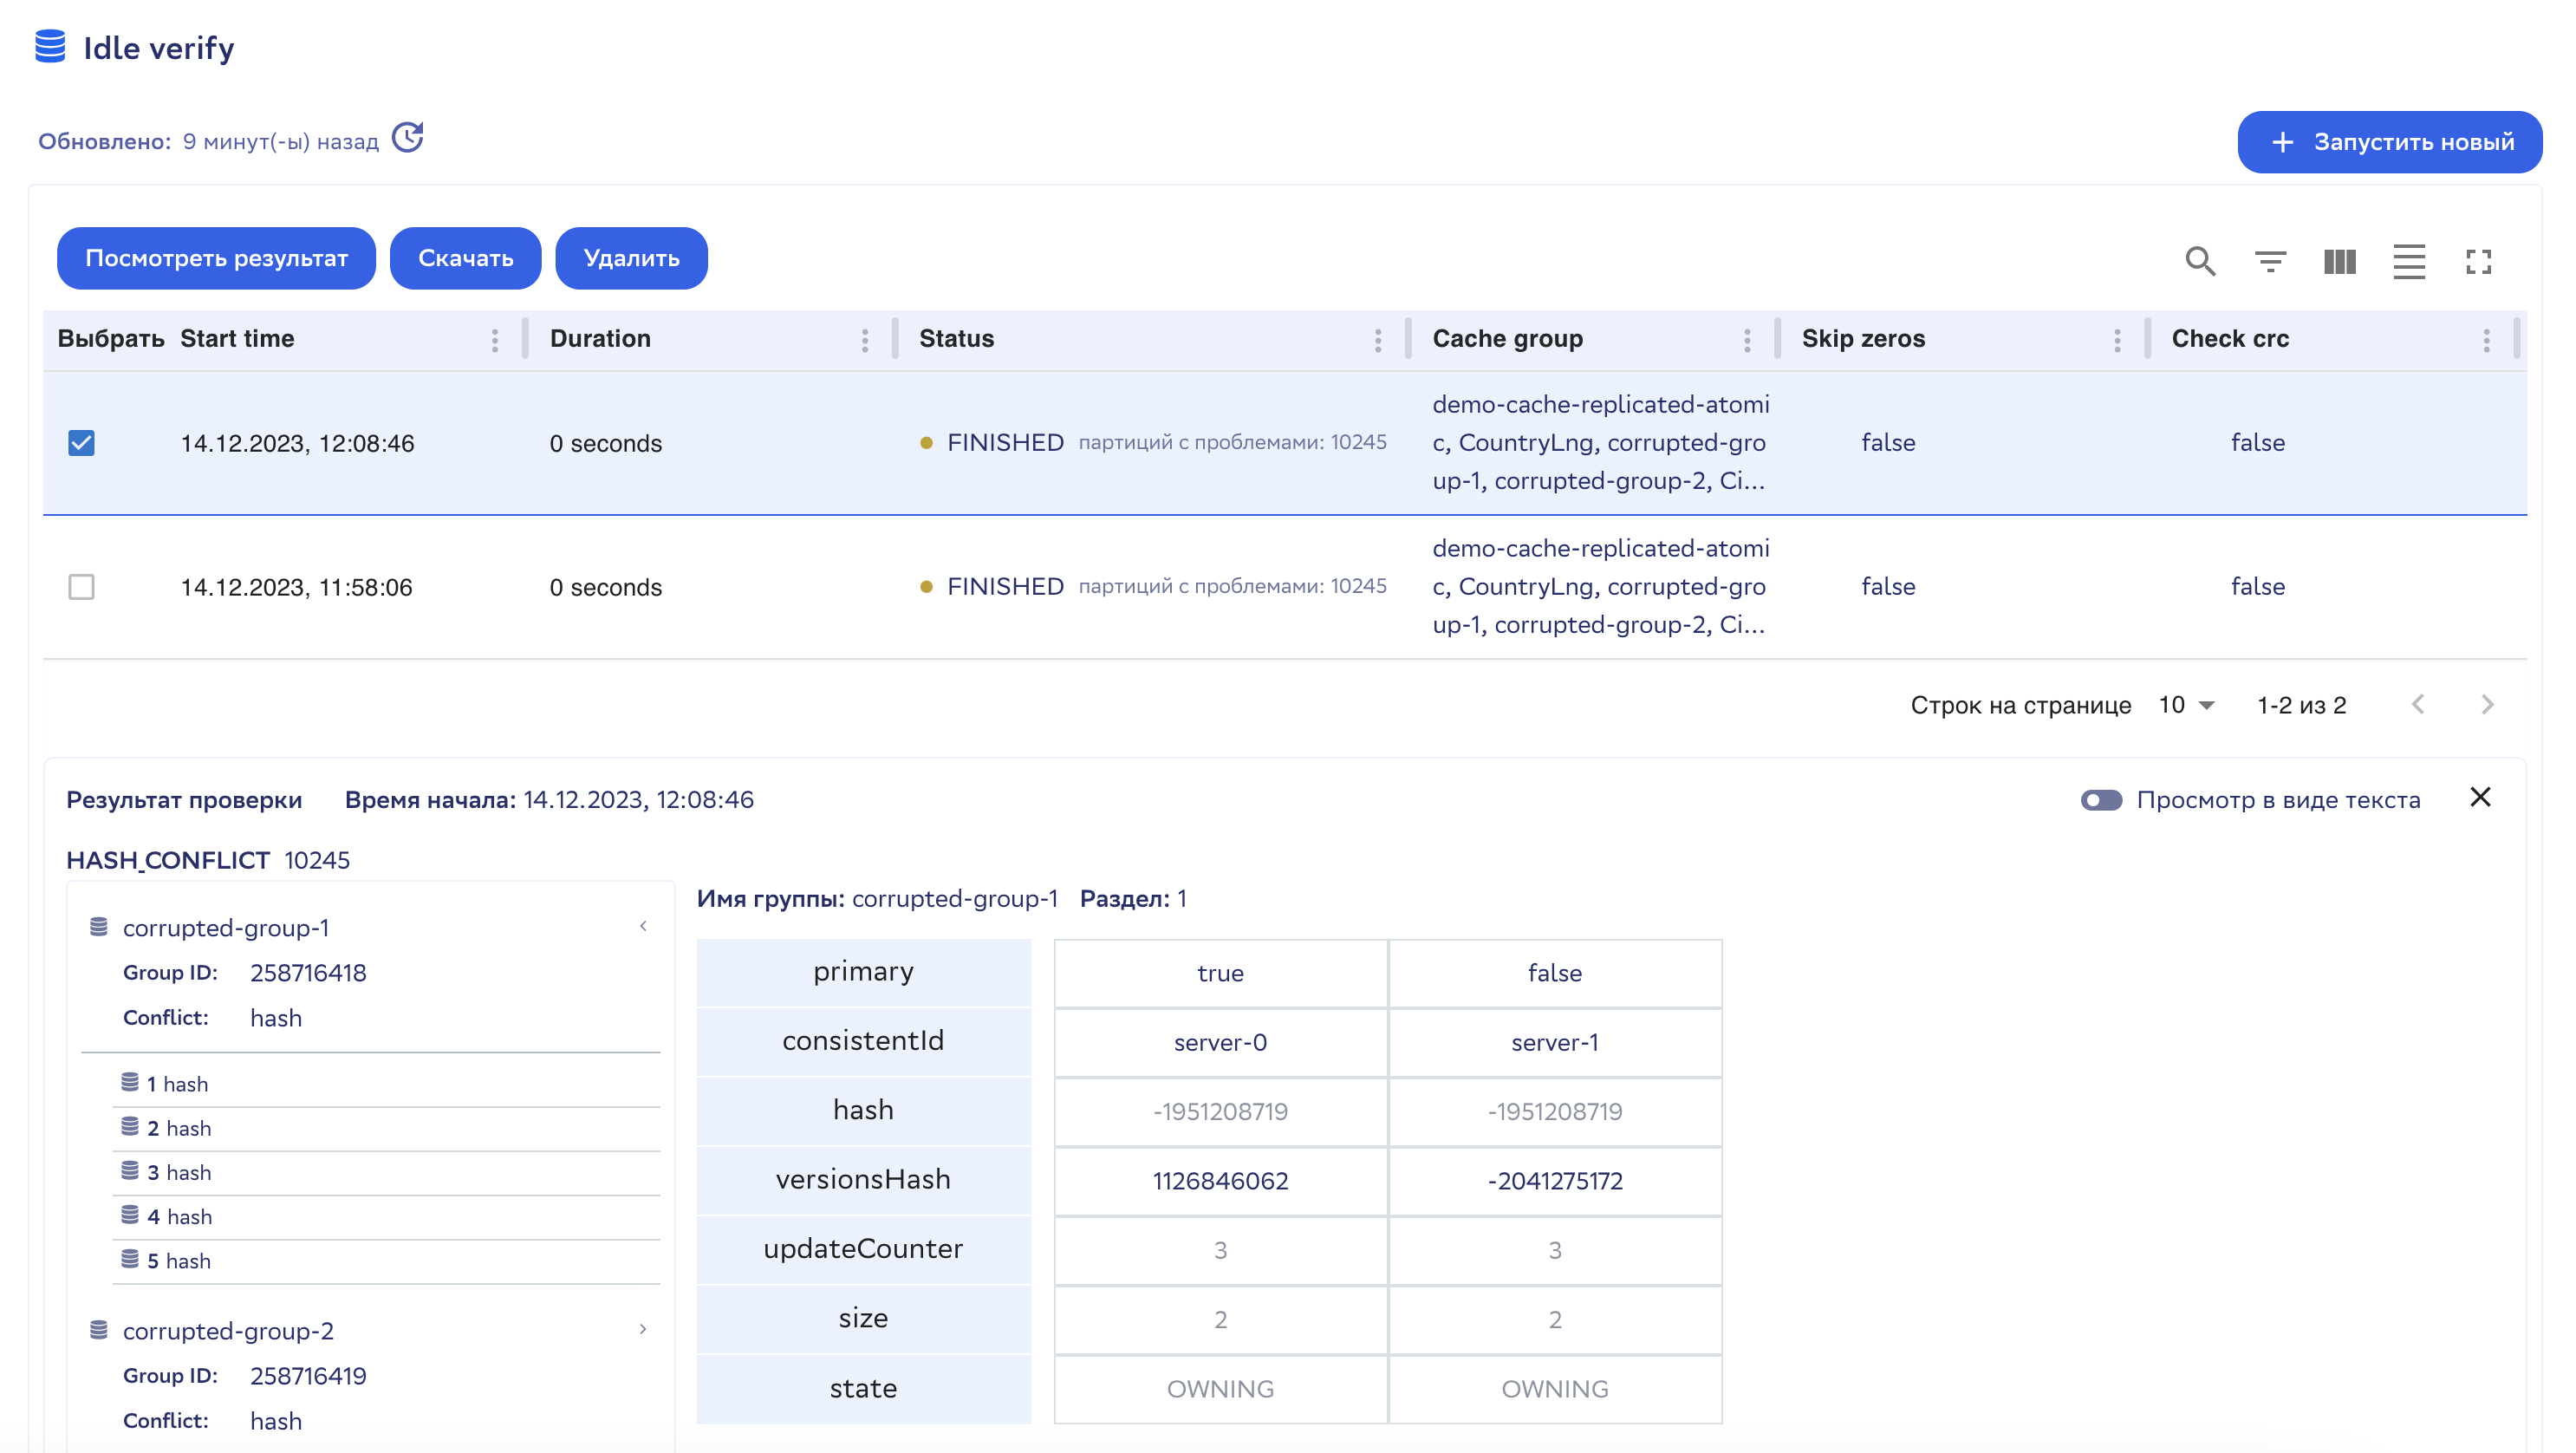 Idle verify
Обновлено: 9 минут(-ы) назад
Запустить новый
Посмотреть результат Скачать Удалить
Выбрать Start time Duration Status Cache group Skip zeros Check crc
14.12.2023, 12:08:46 0 seconds FINISHED партиций с проблемами: 10245 demo-cache-replicated-atomi
c, CountryLng, corrupted-gro
up-1, corrupted-group-2, Ci...
false false
14.12.2023, 11:58:06 0 seconds FINISHED партиций с проблемами: 10245 demo-cache-replicated-atomi
c, CountryLng, corrupted-gro
up-1, corrupted-group-2, Ci...
false false
Строк на странице 10 1-2 из 2
Результат проверки Время начала: 14.12.2023, 12:08:46 Просмотр в виде текста
HASH_CONFLICT 10245
corrupted-group-1
Group ID: 258716418
Conflict: hash
1 hash
2 hash
3 hash
4 hash
5 hash
corrupted-group-2
Group ID: 258716419
Conflict: hash
Имя группы: corrupted-group-1 Раздел: 1
primary true false
consistentId server-0 server-1
hash -1951208719 -1951208719
versionsHash 1126846062 -2041275172
updateCounter 3 3
size 2 2
state OWNING OWNING